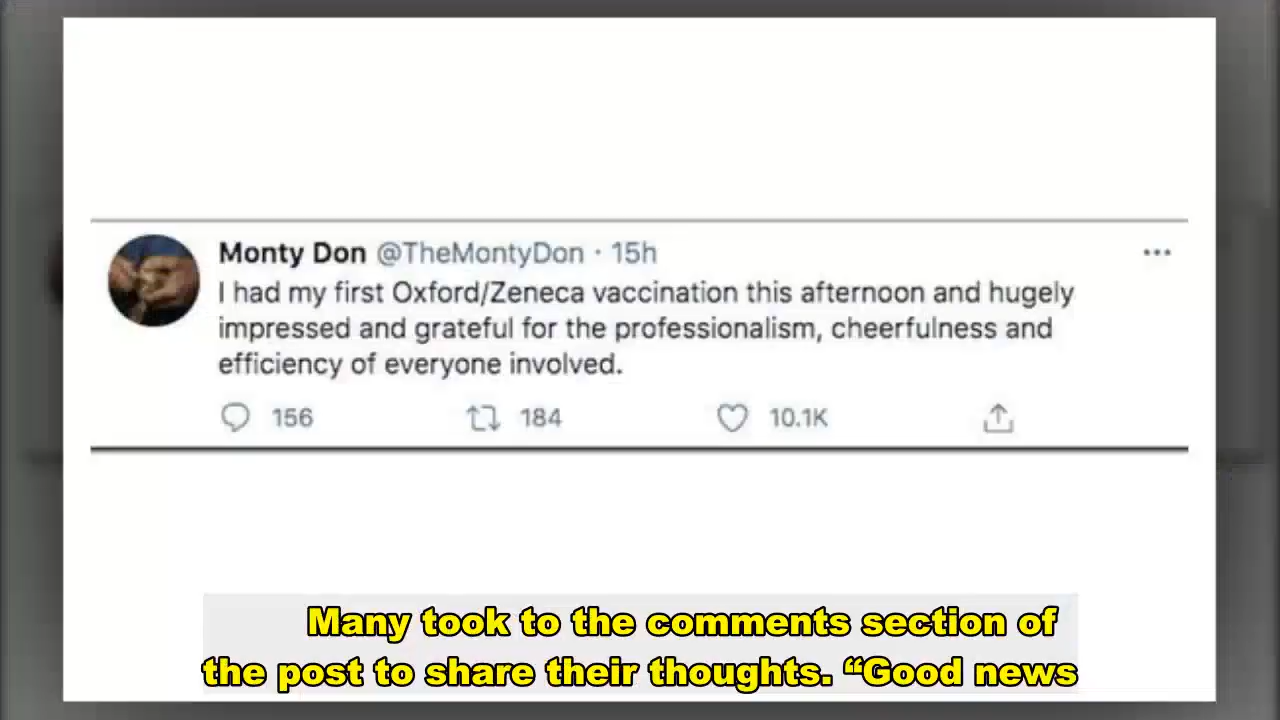 Monty Don @TheMontyDon · 15h
I had my first Oxford/Zeneca vaccination this afternoon and hugely
impressed and grateful for the professionalism, cheerfulness and
efficiency of everyone involved.
156 184 10.1K
Many took to the comments section of
the post to share their thoughts. “Good news